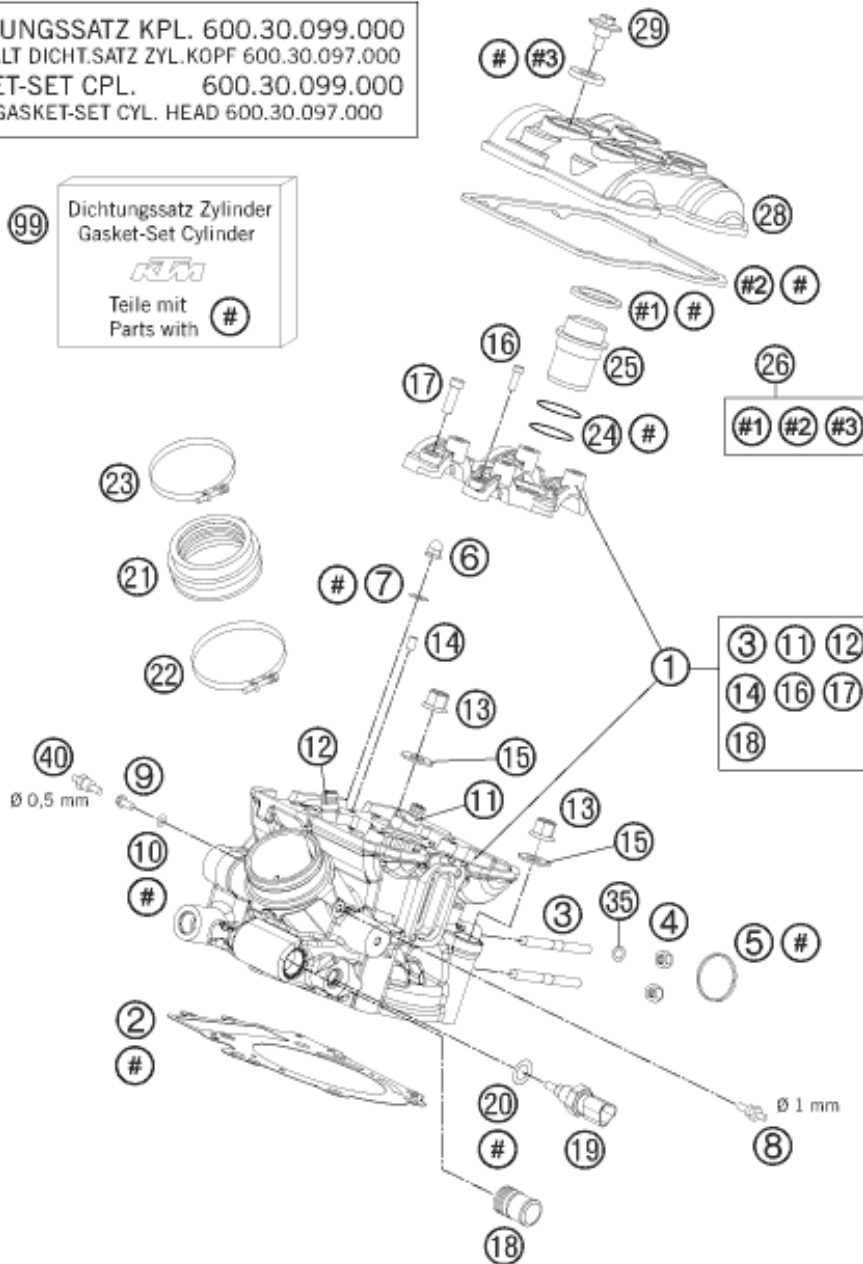 UNGSSATZ KPL. 600.30.099.000
LT DICHT.SATZ ZYL.KOPF 600.30.097.000
ET-SET CPL. 600.30.099.000
GASKET-SET CYL. HEAD 600.30.097.000
29
# #3
99
Dichtungssatz Zylinder
Gasket-Set Cylinder
KTM
Teile mit
Parts with #
28
#2 #
#1 #
16
25
26
17
#1 #2 #3
24 #
23
6
21
# 7
14
1
3 11 12
14 16 17
18
22
13
12
15
40
9
11
13
Ø 0,5 mm
10
#
15
3
35
4
5 #
2
#
20
#
19
Ø 1 mm
8
18